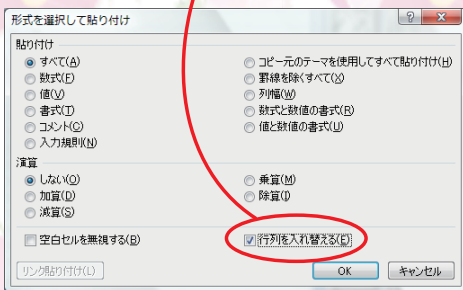 形式を選択して貼り付け
貼り付け
すべて(A)
コピー元のテーマを使用してすべて貼り付け(H)
数式(F)
罫線を除くすべて(X)
値(V)
列幅(W)
書式(T)
数式と数値の書式(R)
コメント(C)
値と数値の書式(U)
入力規則(N)
演算
しない(O)
乗算(M)
加算(D)
除算(I)
減算(S)
空白セルを無視する(B)
行列を入れ替える(E)
リンク貼り付け(L)
OK
キャンセル